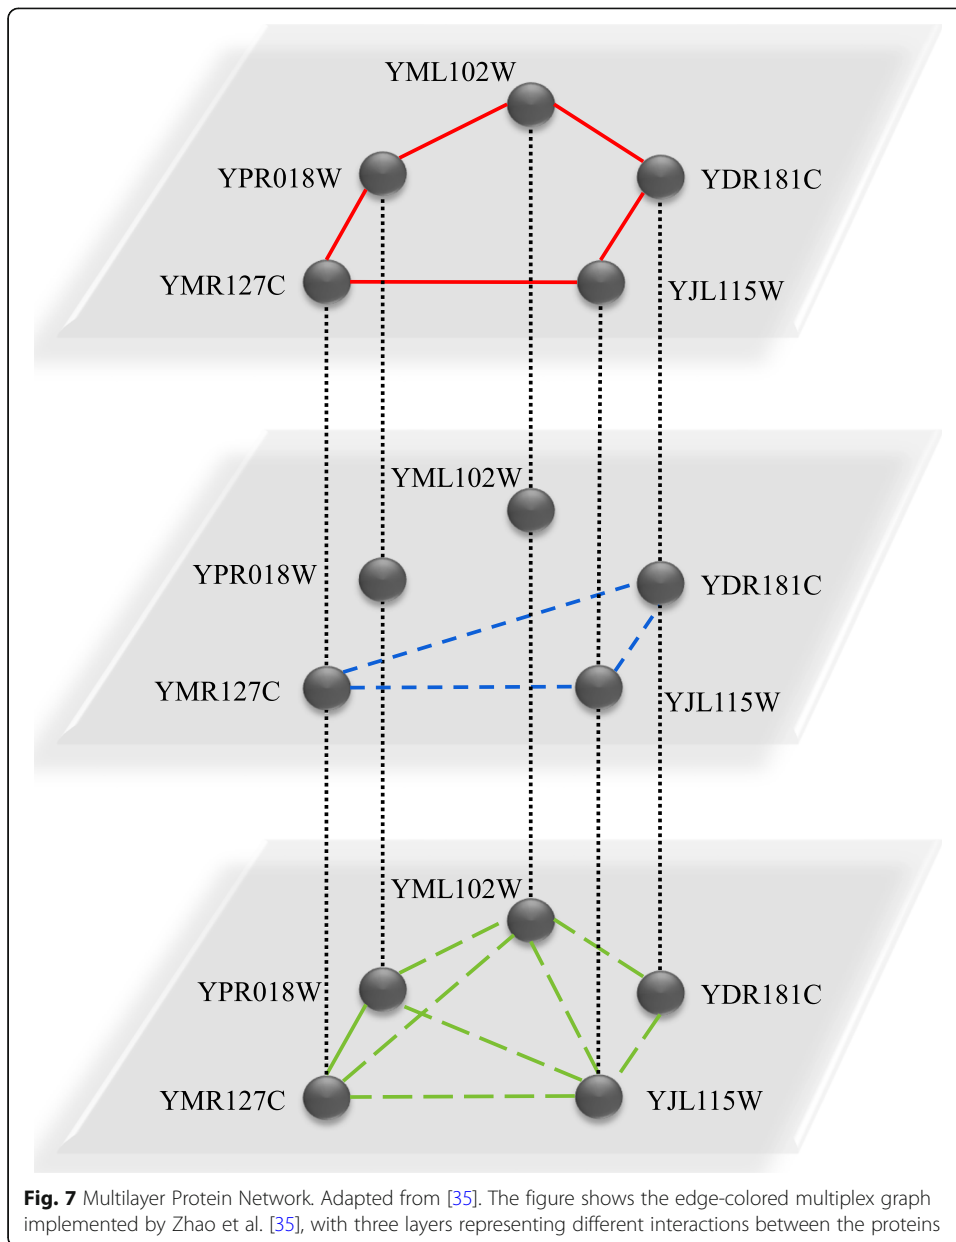 YML102W
YPR018W
YDR181C
YMR127C
YJL115W
YML102W
YPR018W
YDR181C
YMR127C
YJL115W
YML102W
YPR018W
YDR181C
YMR127C
YJL115W
Fig. 7 Multilayer Protein Network. Adapted from [35]. The figure shows the edge-colored multiplex graph
implemented by Zhao et al. [35], with three layers representing different interactions between the proteins